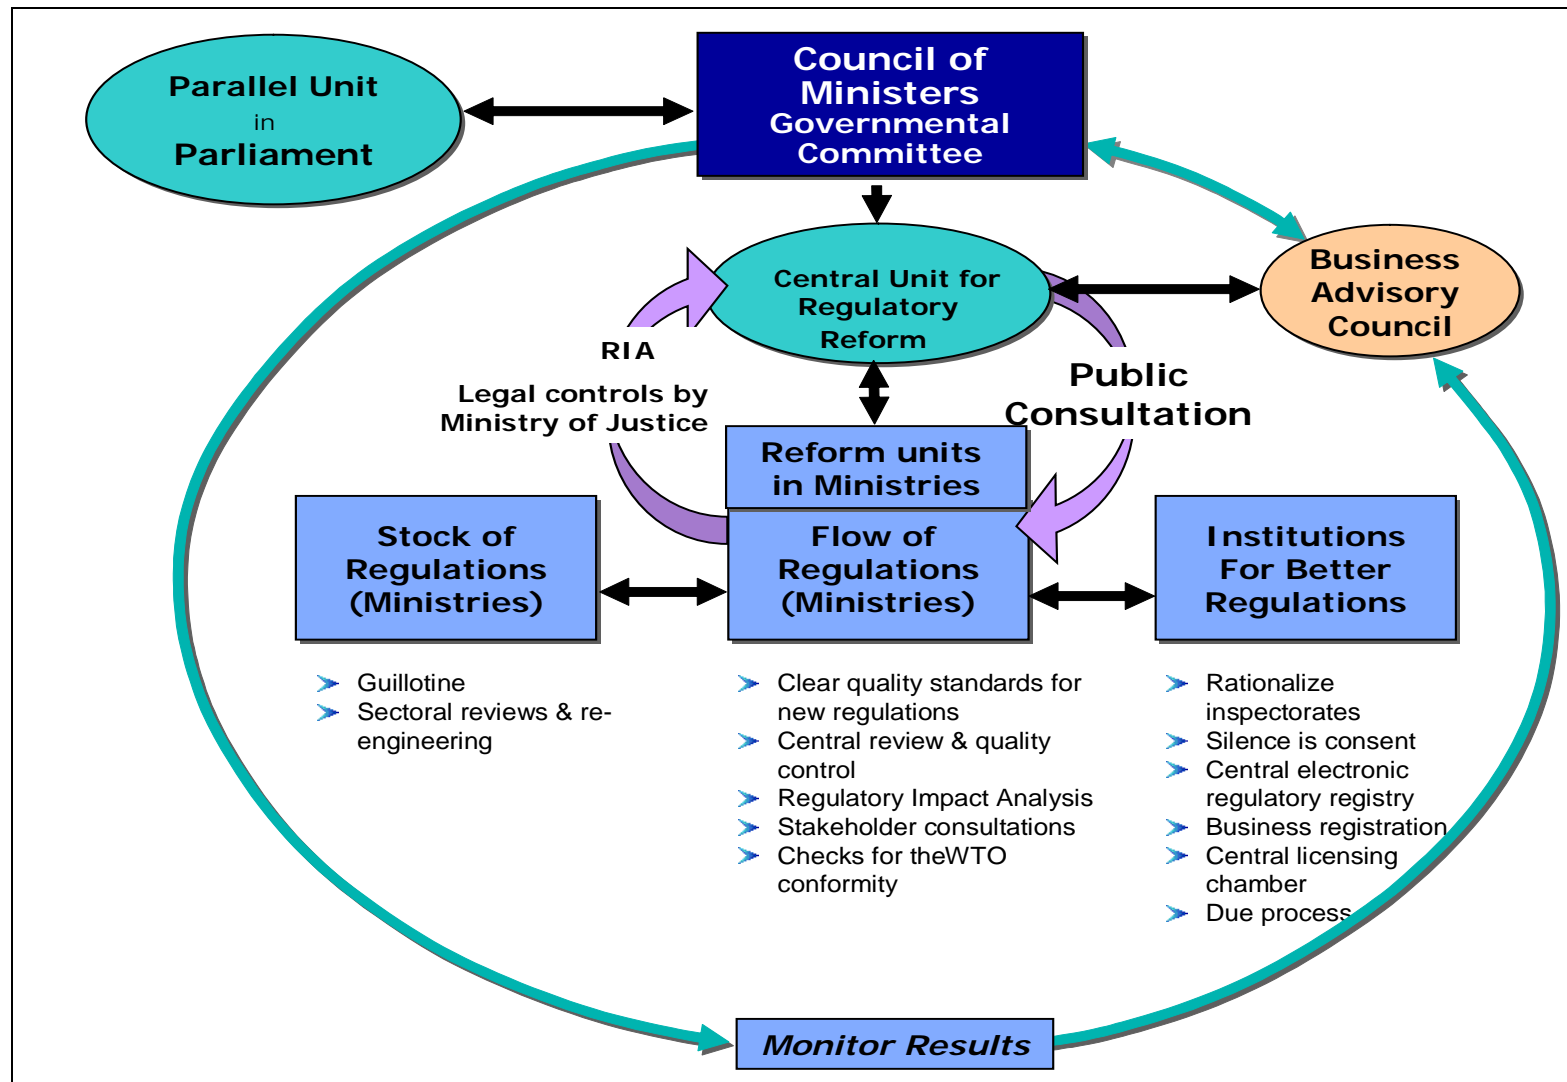 Parallel Unit
in
Parliament
Council of
Ministers
Governmental
Committee
Central Unit for
Regulatory
Reform
Business
Advisory
Council
RIA
Legal controls by
Ministry of Justice
Public
Consultation
Reform units
in Ministries
Stock of
Regulations
(Ministries)
Flow of
Regulations
(Ministries)
Institutions
For Better
Regulations
Guillotine
Sectoral reviews & re-
engineering
Clear quality standards for
new regulations
Central review & quality
control
Regulatory Impact Analysis
Stakeholder consultations
Checks for theWTO
conformity
Rationalize
inspectorates
Silence is consent
Central electronic
regulatory registry
Business registration
Central licensing
chamber
Due process
Monitor Results